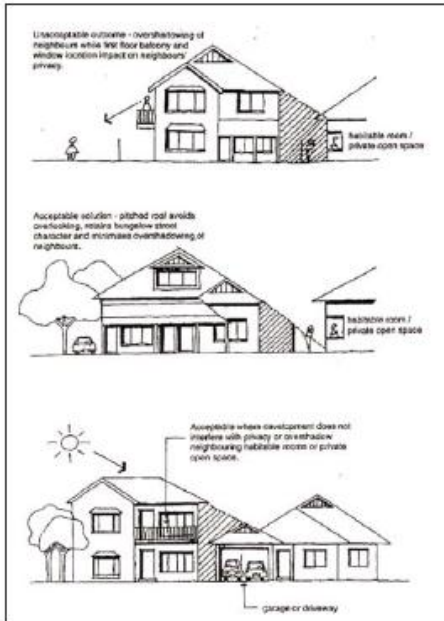 Unacceptable outcome - overshadowing of
neighbours while first floor balcony and
window location impact on neighbours'
privacy.
habitable room /
private open space
Acceptable solution - pitched roof avoids
overlooking, retains bungalow street
character and minimises overshadowing of
neighbours.
habitable room /
private open space
Acceptable where development does not
interfere with privacy or overshadow
neighbouring habitable rooms or private
open space.
garage or driveway